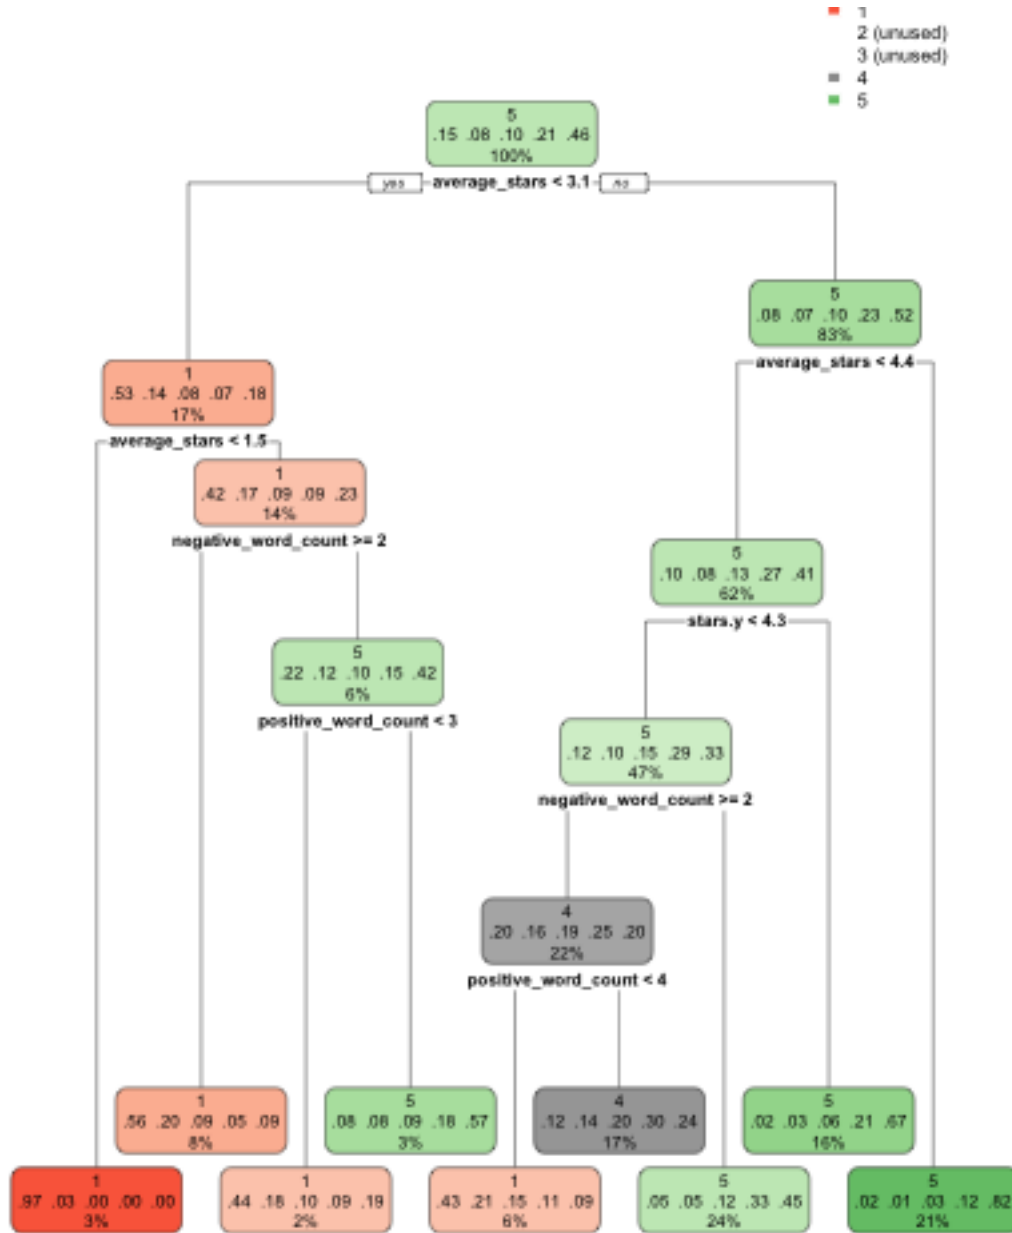 1
2 (unused)
3 (unused)
4
5
5
.15 .08 .10 .21 .46
100%
yes average_stars < 3.1 no
5
.08 .07 .10 .23 .52
83%
average_stars < 4.4
1
.53 .14 .08 .07 .18
17%
average_stars < 1.5
1
.42 .17 .09 .09 .23
14%
negative_word_count >= 2
5
.10 .08 .13 .27 .41
62%
stars.y < 4.3
5
.22 .12 .10 .15 .42
6%
positive_word_count < 3
5
.12 .10 .15 .29 .33
47%
negative_word_count >= 2
4
.20 .16 .19 .25 .20
22%
positive_word_count < 4
1
.56 .20 .09 .05 .09
8%
5
.08 .08 .09 .18 .57
3%
4
.12 .14 .20 .30 .24
17%
5
.02 .03 .06 .21 .67
16%
1
.97 .03 .00 .00 .00
3%
1
.44 .18 .10 .09 .19
2%
1
.43 .21 .15 .11 .09
6%
5
.05 .05 .12 .33 .45
24%
5
.02 .01 .03 .12 .82
21%